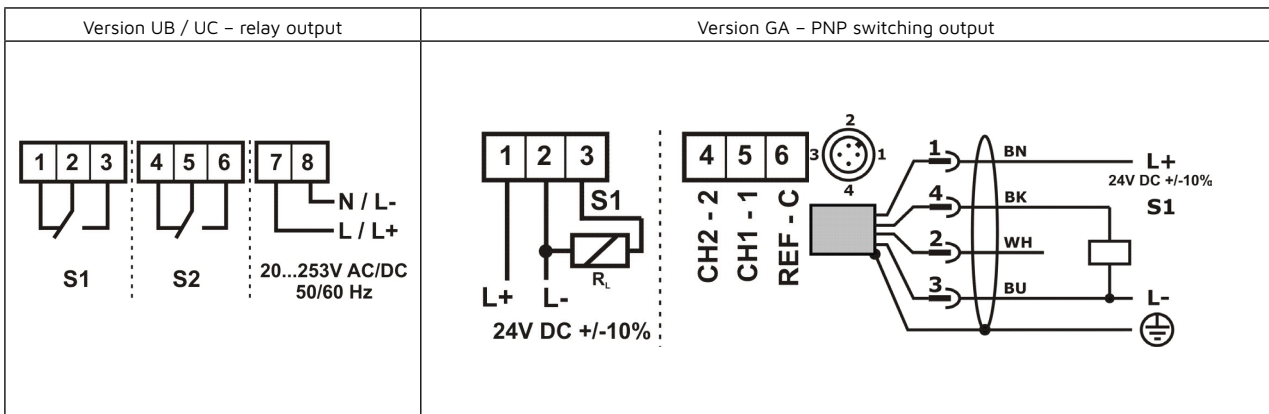 Version UB / UC – relay output
Version GA – PNP switching output
1 2 3
4 5 6
7 8
N / L-
L / L+
S1
S2
20...253V AC/DC
50/60 Hz
1 2 3
S1
R_L
L+ L-
24V DC +/-10%
4 5 6
CH2 - 2
CH1 - 1
REF - C
2
3 1
4
1 BN
L+
24V DC +/-10%
4 BK
S1
2 WH
3 BU
L-